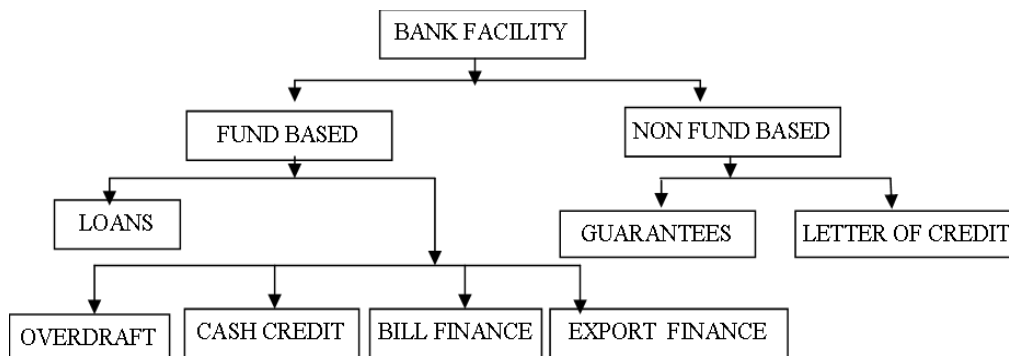 BANK FACILITY
FUND BASED
NON FUND BASED
LOANS
GUARANTEES
LETTER OF CREDIT
OVERDRAFT
CASH CREDIT
BILL FINANCE
EXPORT FINANCE